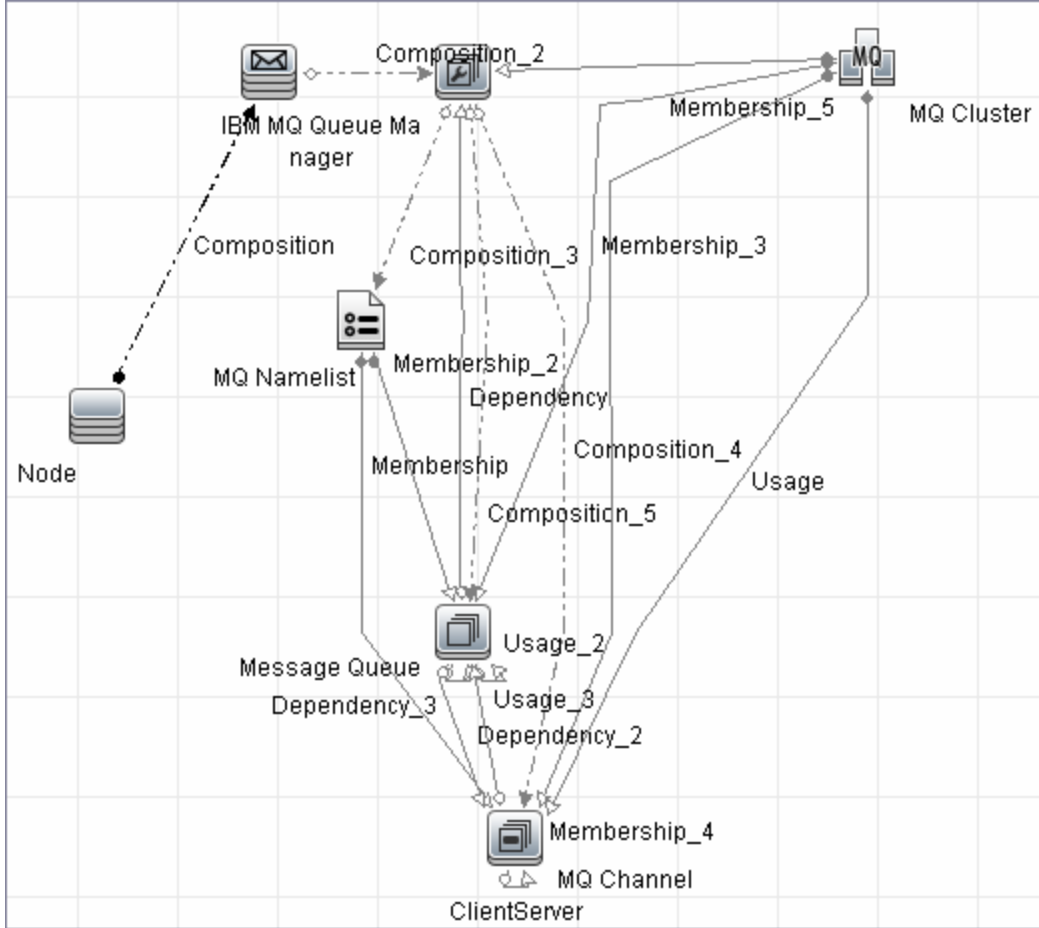 Composition_2
MQ
Membership_5
MQ Cluster
IBM MQ Queue Ma
nager
Composition
Composition_3
Membership_3
Membership_2
MQ Namelist
Dependency
Composition_4
Node
Membership
Usage
Composition_5
Usage_2
Message Queue
Usage_3
Dependency_3
Dependency_2
Membership_4
MQ Channel
ClientServer